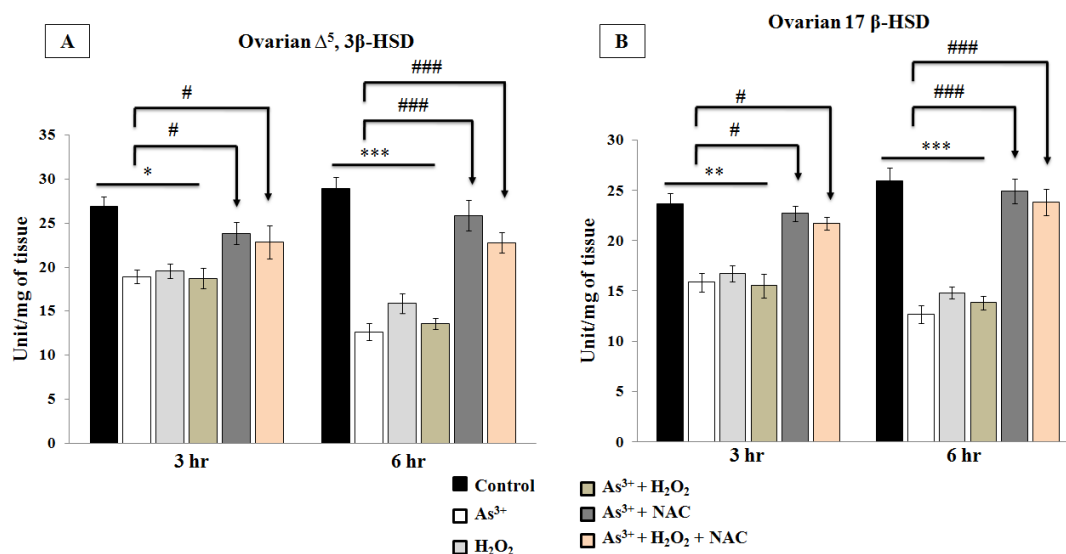 A
Ovarian Δ⁵, 3β-HSD
###
###
#
#
*
***
35
30
25
20
15
10
5
0
Unit/mg of tissue
3 hr
6 hr
B
Ovarian 17 β-HSD
###
###
#
#
**
***
30
25
20
15
10
5
0
Unit/mg of tissue
3 hr
6 hr
Control
As³⁺
H₂O₂
As³⁺ + H₂O₂
As³⁺ + NAC
As³⁺ + H₂O₂ + NAC